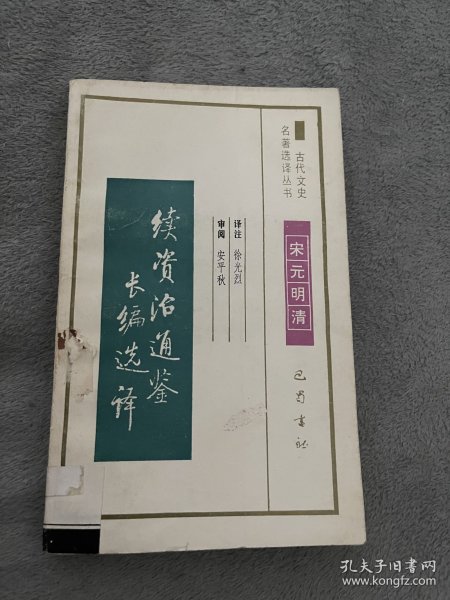 古代文史
名著选译丛书
宋元明清
巴蜀书社
译注 徐光烈
审阅 安平秋
续资治通鉴
长编选译
孔夫子旧书网
www.kongfz.com